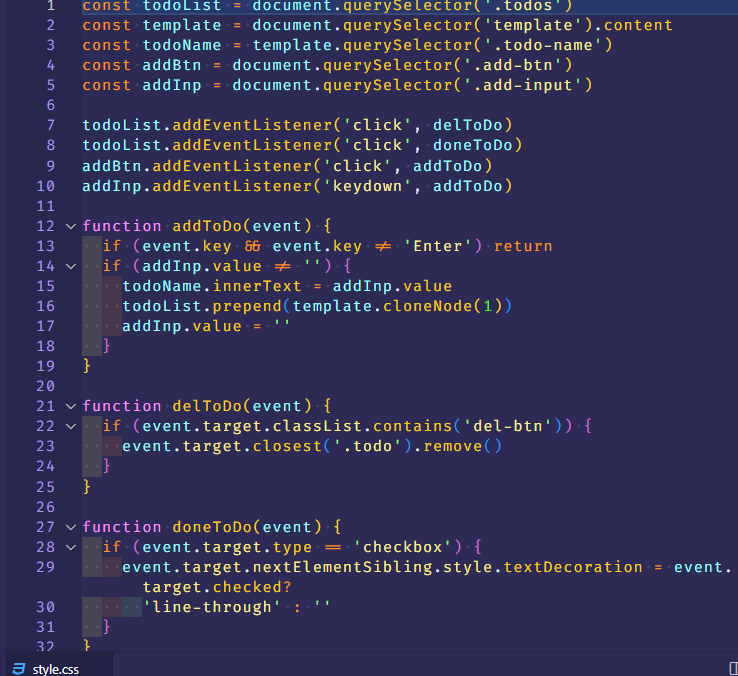 1 const todoList = document.querySelector('.todos')
2 const template = document.querySelector('template').content
3 const todoName = template.querySelector('.todo-name')
4 const addBtn = document.querySelector('.add-btn')
5 const addInp = document.querySelector('.add-input')
6
7 todoList.addEventListener('click', delToDo)
8 todoList.addEventListener('click', doneToDo)
9 addBtn.addEventListener('click', addToDo)
10 addInp.addEventListener('keydown', addToDo)
11
12 function addToDo(event) {
13 if (event.key && event.key ≠ 'Enter') return
14 if (addInp.value ≠ '') {
15 todoName.innerText = addInp.value
16 todoList.prepend(template.cloneNode(1))
17 addInp.value = ''
18 }
19 }
20
21 function delToDo(event) {
22 if (event.target.classList.contains('del-btn')) {
23 event.target.closest('.todo').remove()
24 }
25 }
26
27 function doneToDo(event) {
28 if (event.target.type == 'checkbox') {
29 event.target.nextElementSibling.style.textDecoration = event.
target.checked?
30 'line-through' : ''
31 }
32 }
style.css